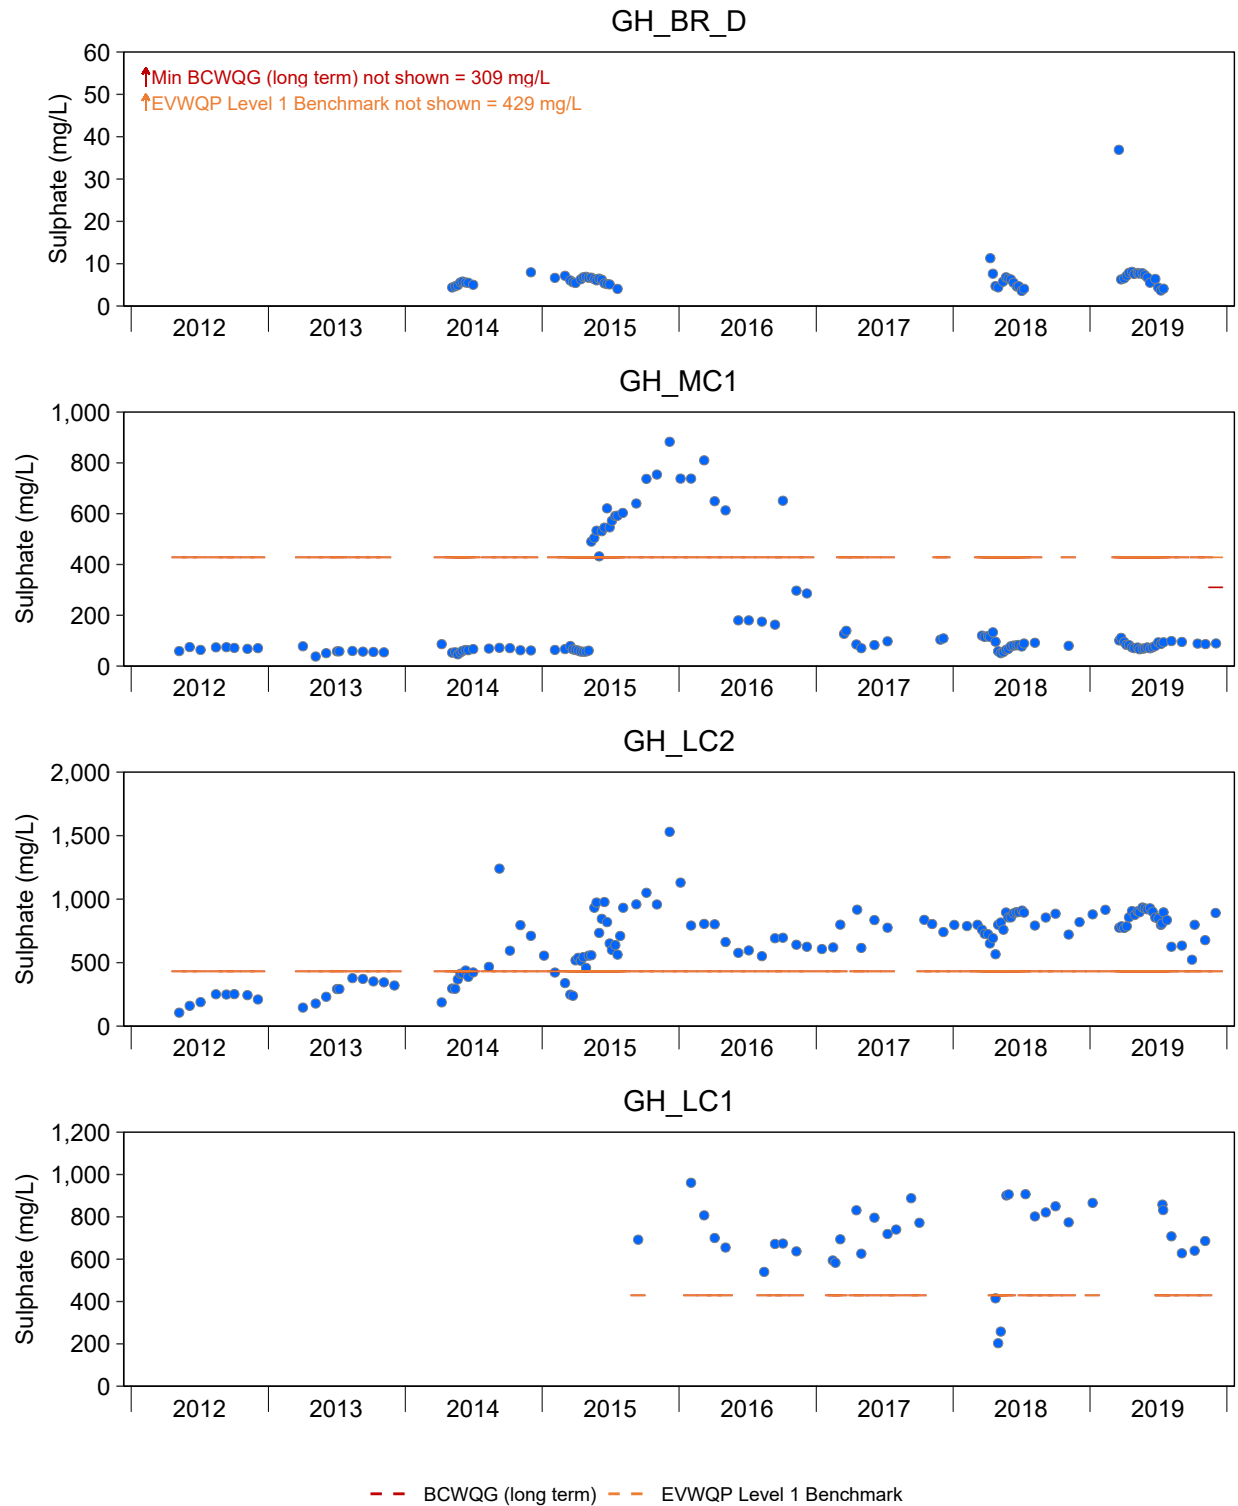 GH_BR_D
Sulphate (mg/L)
60
50
40
30
20
10
0
Min BCWQG (long term) not shown = 309 mg/L
EVWQP Level 1 Benchmark not shown = 429 mg/L
2012 2013 2014 2015 2016 2017 2018 2019
GH_MC1
Sulphate (mg/L)
1,000
800
600
400
200
0
2012 2013 2014 2015 2016 2017 2018 2019
GH_LC2
Sulphate (mg/L)
2,000
1,500
1,000
500
0
2012 2013 2014 2015 2016 2017 2018 2019
GH_LC1
Sulphate (mg/L)
1,200
1,000
800
600
400
200
0
2012 2013 2014 2015 2016 2017 2018 2019
BCWQG (long term) EVWQP Level 1 Benchmark